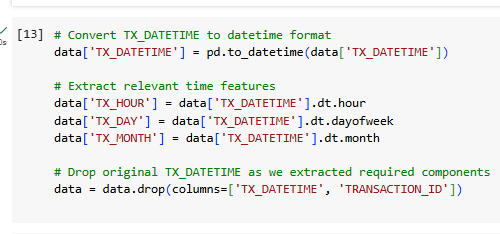 [13] # Convert TX_DATETIME to datetime format
data['TX_DATETIME'] = pd.to_datetime(data['TX_DATETIME'])
# Extract relevant time features
data['TX_HOUR'] = data['TX_DATETIME'].dt.hour
data['TX_DAY'] = data['TX_DATETIME'].dt.dayofweek
data['TX_MONTH'] = data['TX_DATETIME'].dt.month
# Drop original TX_DATETIME as we extracted required components
data = data.drop(columns=['TX_DATETIME', 'TRANSACTION_ID'])